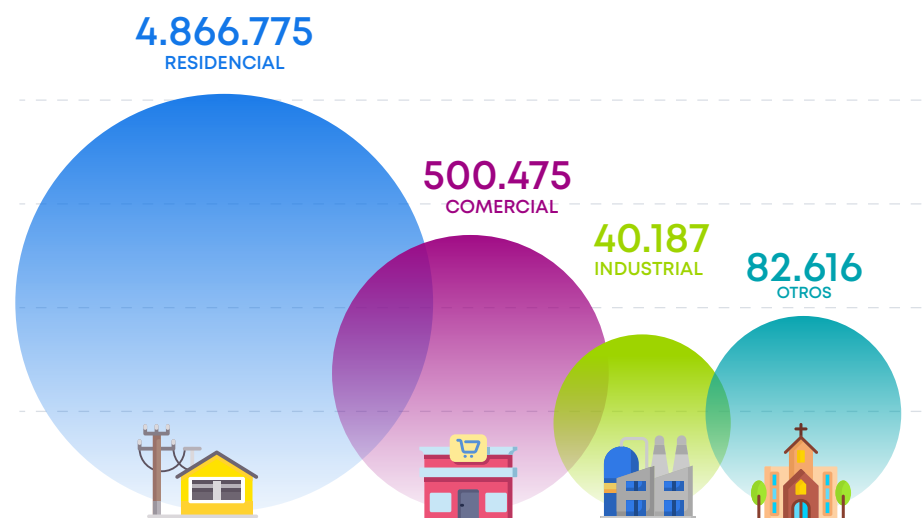 4.866.775
RESIDENCIAL
500.475
COMERCIAL
40.187
INDUSTRIAL
82.616
OTROS